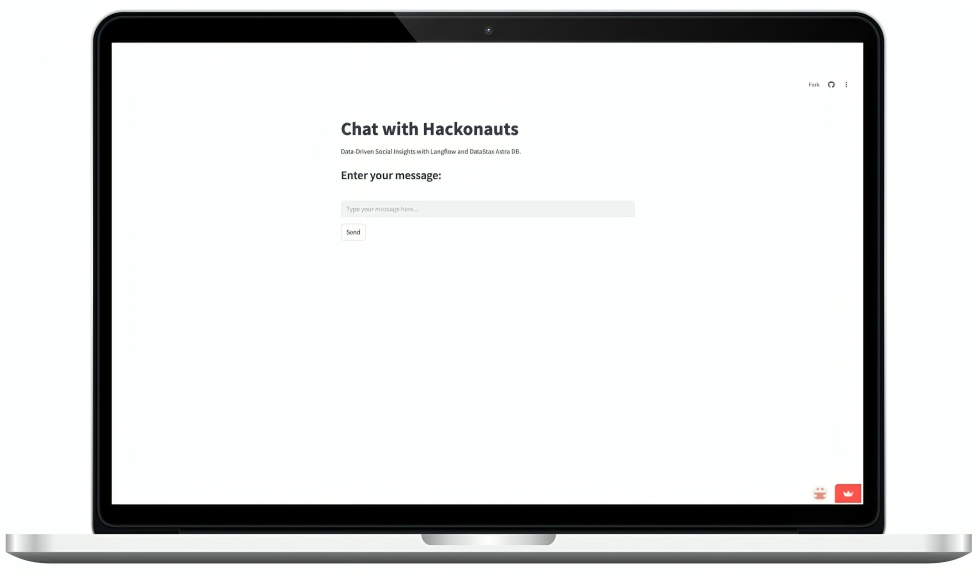 Fork
Chat with Hackonauts
Data-Driven Social Insights with Langflow and DataStax Astra DB.
Enter your message:
Type your message here...
Send